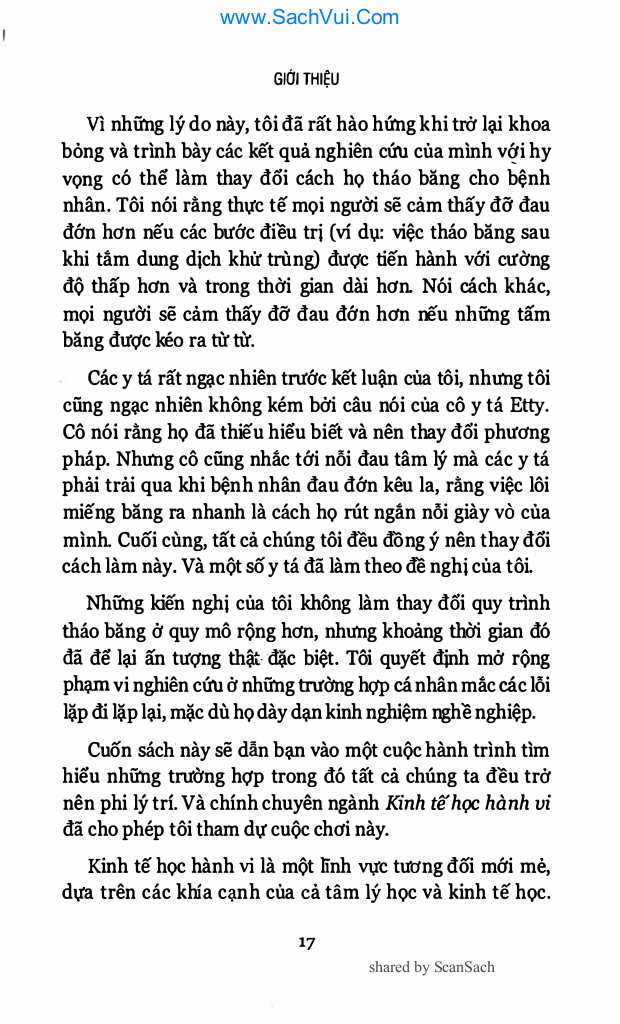 www.SachVui.Com
GIỚI THIỆU
Vì những lý do này, tôi đã rất hào hứng khi trở lại khoa
bỏng và trình bày các kết quả nghiên cứu của mình với hy
vọng có thể làm thay đổi cách họ tháo băng cho bệnh
nhân. Tôi nói rằng thực tế mọi người sẽ cảm thấy đỡ đau
đớn hơn nếu các bước điều trị (ví dụ: việc tháo băng sau
khi tắm dung dịch khử trùng) được tiến hành với cường
độ thấp hơn và trong thời gian dài hơn. Nói cách khác,
mọi người sẽ cảm thấy đỡ đau đớn hơn nếu những tấm
băng được kéo ra từ từ.
Các y tá rất ngạc nhiên trước kết luận của tôi, nhưng tôi
cũng ngạc nhiên không kém bởi câu nói của cô y tá Etty.
Cô nói rằng họ đã thiếu hiểu biết và nên thay đổi phương
pháp. Nhưng cô cũng nhắc tới nỗi đau tâm lý mà các y tá
phải trải qua khi bệnh nhân đau đớn kêu la, rằng việc lôi
miếng băng ra nhanh là cách họ rút ngắn nỗi giày vò của
mình. Cuối cùng, tất cả chúng tôi đều đồng ý nên thay đổi
cách làm này. Và một số y tá đã làm theo đề nghị của tôi.
Những kiến nghị của tôi không làm thay đổi quy trình
tháo băng ở quy mô rộng hơn, nhưng khoảng thời gian đó
đã để lại ấn tượng thật đặc biệt. Tôi quyết định mở rộng
phạm vi nghiên cứu ở những trường hợp cá nhân mắc các lỗi
lặp đi lặp lại, mặc dù họ dày dạn kinh nghiệm nghề nghiệp.
Cuốn sách này sẽ dẫn bạn vào một cuộc hành trình tìm
hiểu những trường hợp trong đó tất cả chúng ta đều trở
nên phi lý trí. Và chính chuyên ngành Kinh tế học hành vi
đã cho phép tôi tham dự cuộc chơi này.
Kinh tế học hành vi là một lĩnh vực tương đối mới mẻ,
dựa trên các khía cạnh của cả tâm lý học và kinh tế học.
17
shared by ScanSach